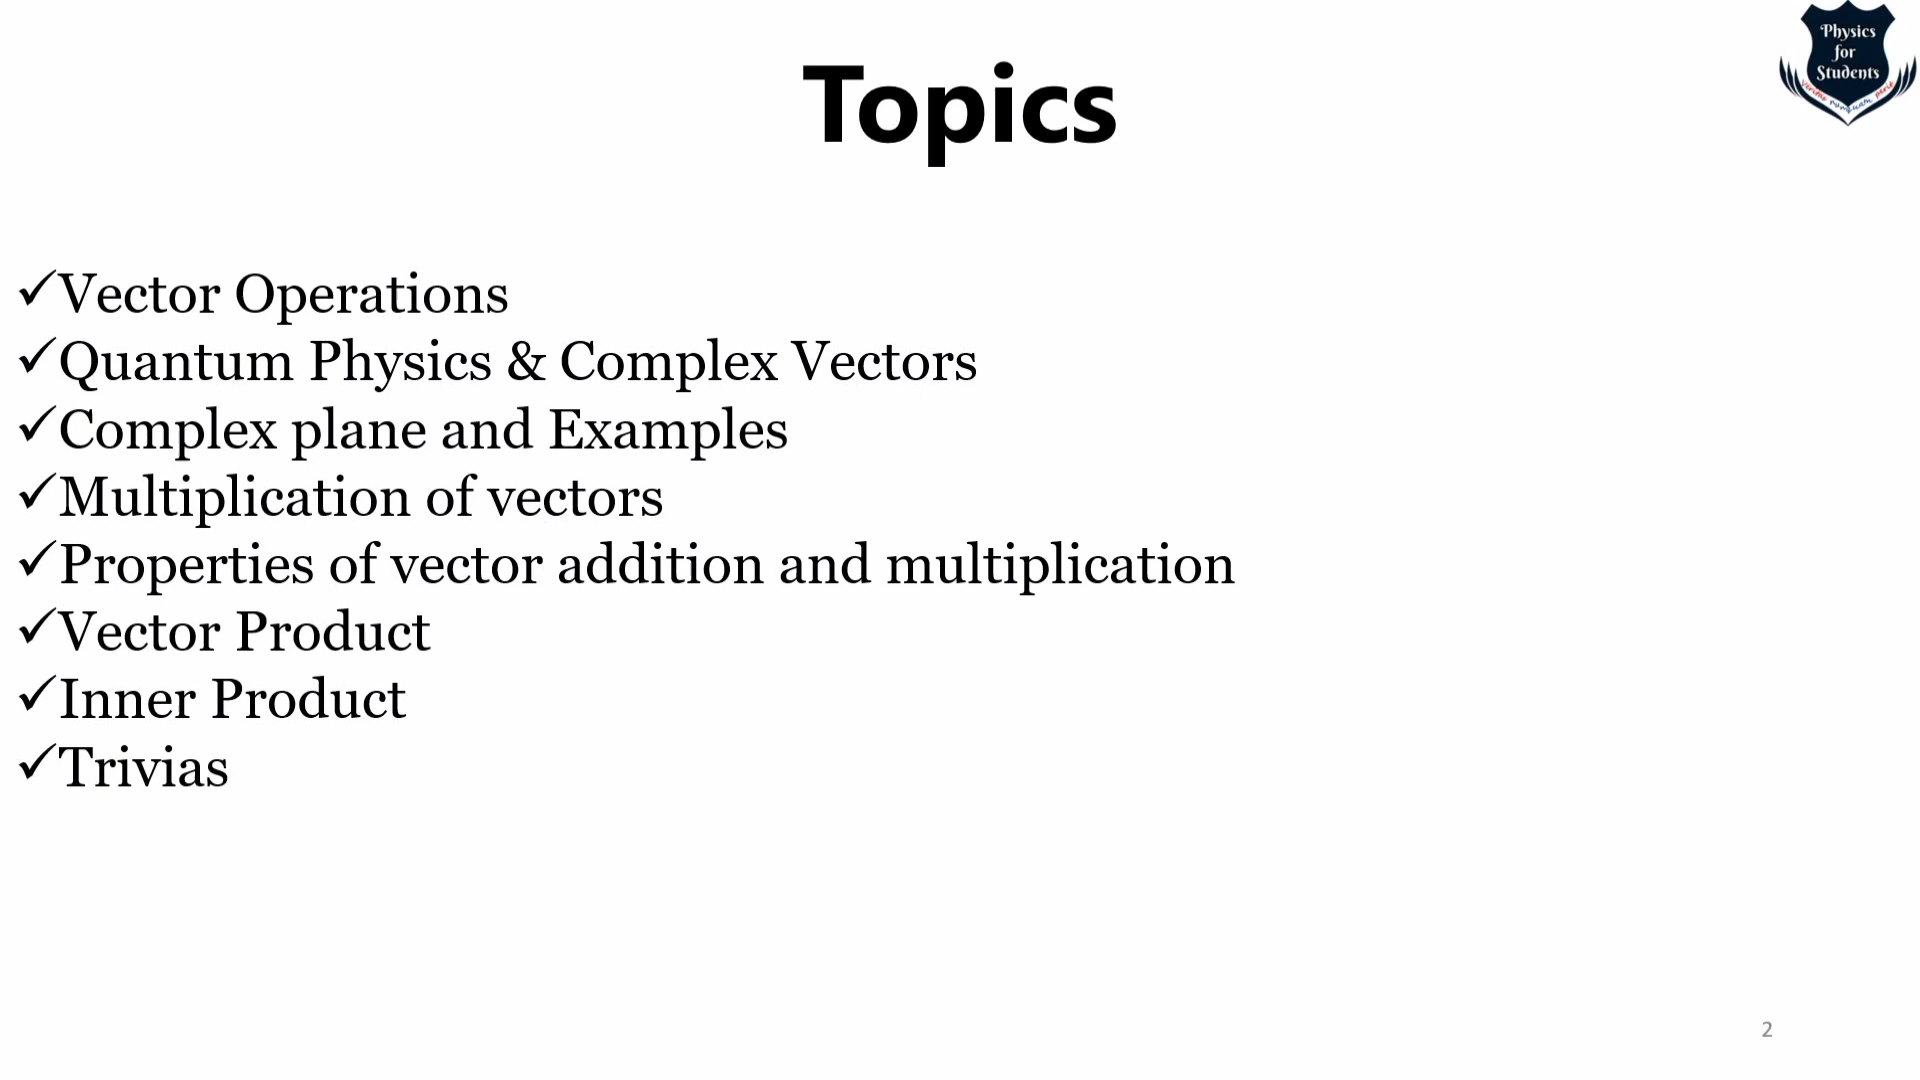 Physics
for
Students
Topics
✓Vector Operations
✓Quantum Physics & Complex Vectors
✓Complex plane and Examples
✓Multiplication of vectors
✓Properties of vector addition and multiplication
✓Vector Product
✓Inner Product
✓Trivias
2